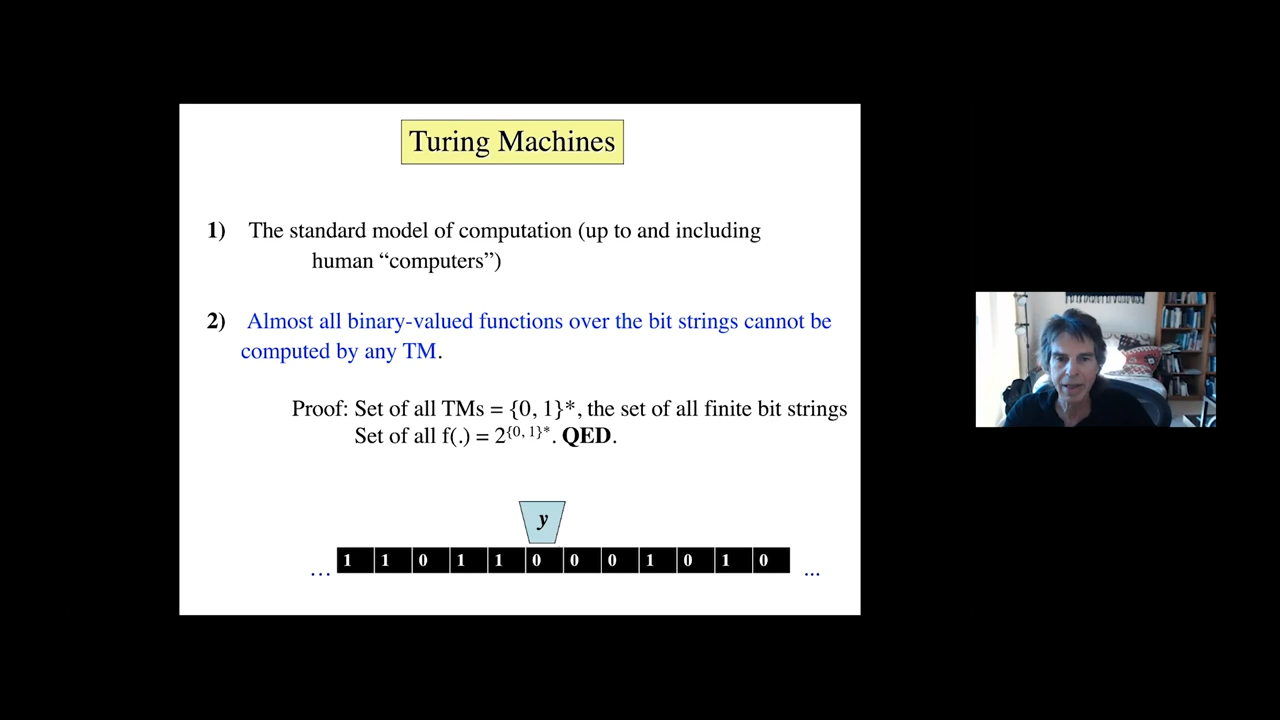 Turing Machines
1) The standard model of computation (up to and including
human “computers”)
2) Almost all binary-valued functions over the bit strings cannot be
computed by any TM.
Proof: Set of all TMs = {0, 1}*, the set of all finite bit strings
Set of all f(.) = 2^{0, 1}*. QED.
y
... 1 1 0 1 1 0 0 0 1 0 1 0 ...